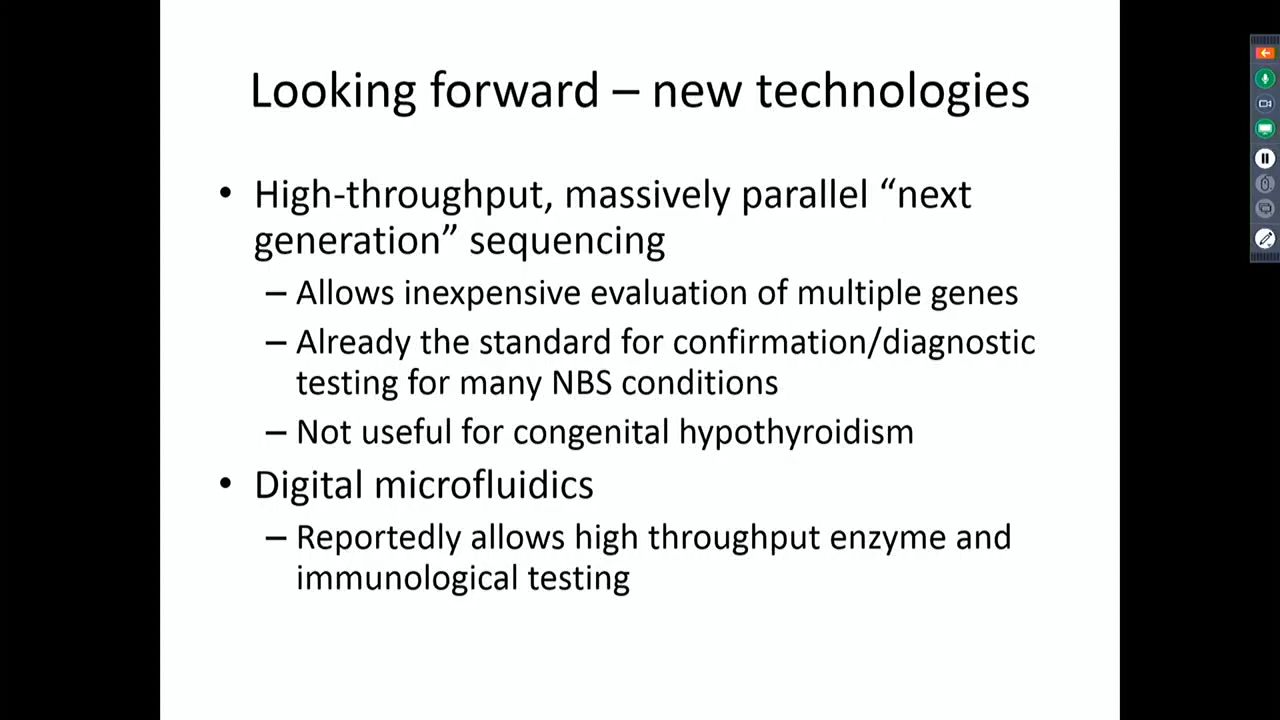 Looking forward – new technologies
• High-throughput, massively parallel “next
generation” sequencing
– Allows inexpensive evaluation of multiple genes
– Already the standard for confirmation/diagnostic
testing for many NBS conditions
– Not useful for congenital hypothyroidism
• Digital microfluidics
– Reportedly allows high throughput enzyme and
immunological testing